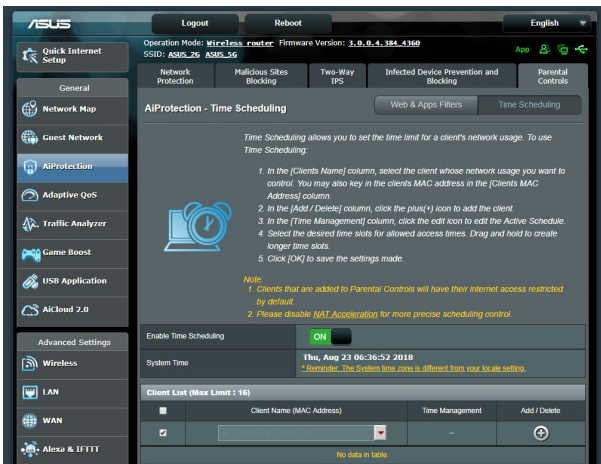 ASUS
Logout
Reboot
English
Operation Mode: Wireless router Firmware Version: 3.0.0.4.384_4360
SSID: ASUS_2G ASUS_5G
App
Quick Internet
Setup
General
Network Map
Guest Network
AiProtection
Adaptive QoS
Traffic Analyzer
Game Boost
USB Application
AiCloud 2.0
Advanced Settings
Wireless
LAN
WAN
Alexa & IFTTT
Network
Protection
Malicious Sites
Blocking
Two-Way
IPS
Infected Device Prevention and
Blocking
Parental
Controls
AiProtection - Time Scheduling
Web & Apps Filters
Time Scheduling
Time Scheduling allows you to set the time limit for a client's network usage. To use
Time Scheduling:
1. In the [Clients Name] column, select the client whose network usage you want to
control. You may also key in the clients MAC address in the [Clients MAC
Address] column.
2. In the [Add / Delete] column, click the plus(+) icon to add the client.
3. In the [Time Management] column, click the edit icon to edit the Active Schedule.
4. Select the desired time slots for allowed access times. Drag and hold to create
longer time slots.
5. Click [OK] to save the settings made.
Note:
1. Clients that are added to Parental Controls will have their internet access restricted
by default.
2. Please disable NAT Acceleration for more precise scheduling control.
Enable Time Scheduling
ON
System Time
Thu, Aug 23 06:36:52 2018
* Reminder: The System time zone is different from your locale setting.
Client List (Max Limit : 16)
Client Name (MAC Address)
Time Management
Add / Delete
–
No data in table.